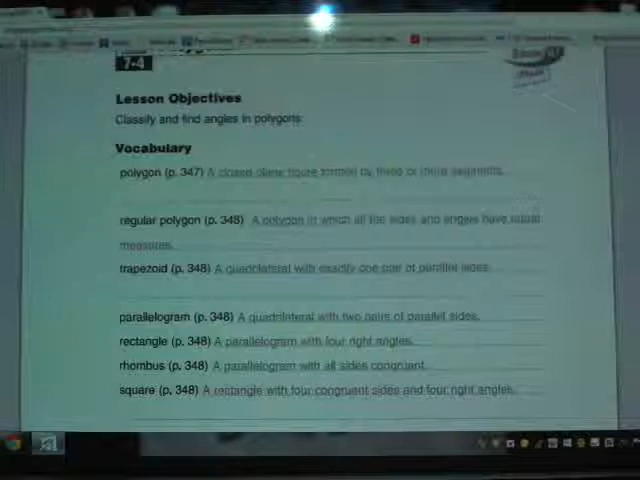 7-4
Lesson Objectives
Classify and find angles in polygons
Vocabulary
polygon (p. 347) A closed plane figure formed by three or more segments.
regular polygon (p. 348) A polygon in which all the sides and angles have equal
measures.
trapezoid (p. 348) A quadrilateral with exactly one pair of parallel sides.
parallelogram (p. 348) A quadrilateral with two pairs of parallel sides.
rectangle (p. 348) A parallelogram with four right angles.
rhombus (p. 348) A parallelogram with all sides congruent.
square (p. 348) A rectangle with four congruent sides and four right angles.